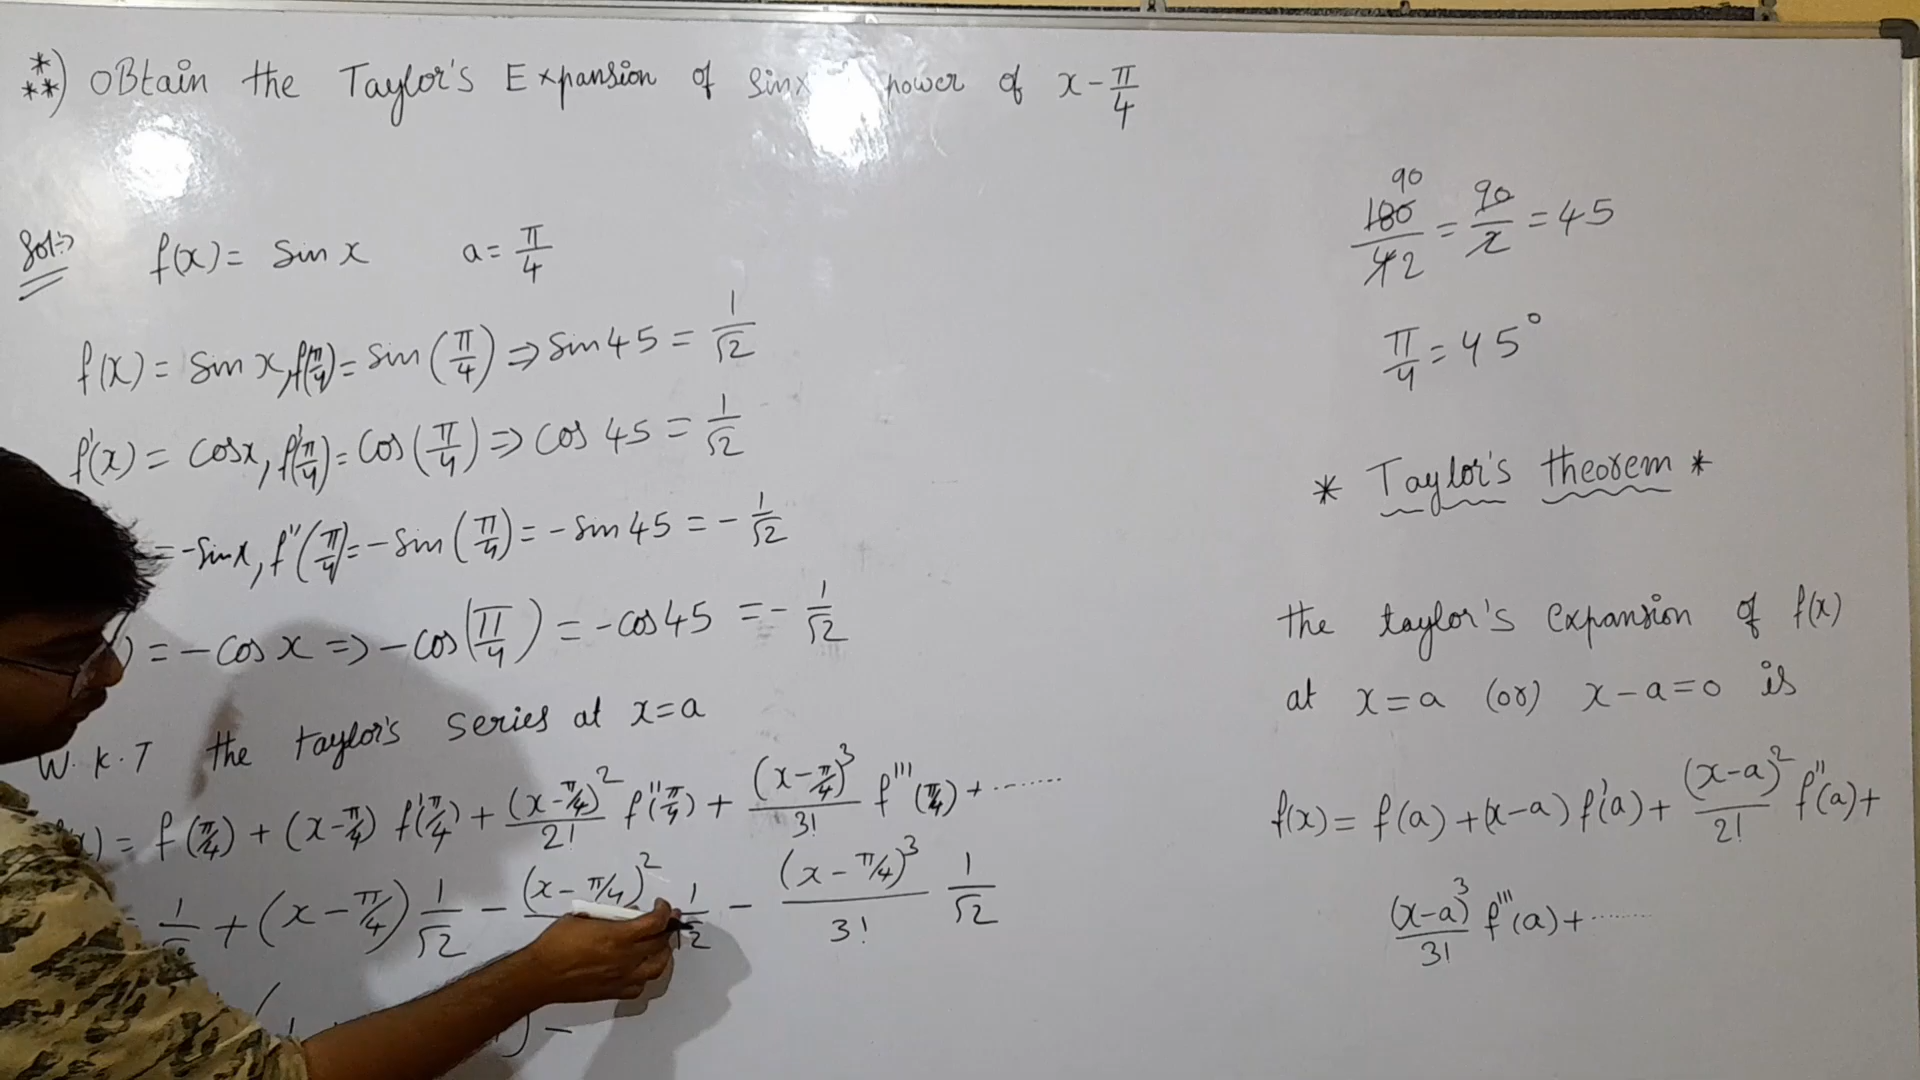 **) OBtain the Taylor's Expansion of Sinx power of x - π/4
Sol:> f(x) = Sin x a = π/4
f(x) = Sin x, f(π/4) = Sin (π/4) ⇒ Sin 45 = 1/√2
f'(x) = Cosx, f'(π/4) = Cos (π/4) ⇒ Cos 45 = 1/√2
= -Sinx, f''(π/4) = -Sin (π/4) = -Sin 45 = -1/√2
) = -Cos x ⇒ -Cos (π/4) = -Cos 45 = -1/√2
W.K.T the taylor's series at x=a
x) = f(π/4) + (x-π/4) f'(π/4) + (x-π/4)²/2! f''(π/4) + (x-π/4)³/3! f'''(π/4) + ......
= 1/ + (x-π/4) 1/√2 - (x-π/4)² 1/√2 - (x-π/4)³/3! 1/√2
90
180/42 = 90/2 = 45
π/4 = 45°
* Taylor's theorem *
the taylor's Expansion of f(x)
at x=a (or) x-a=0 is
f(x) = f(a) + (x-a) f'(a) + (x-a)²/2! f''(a) +
(x-a)³/3! f'''(a) + ......